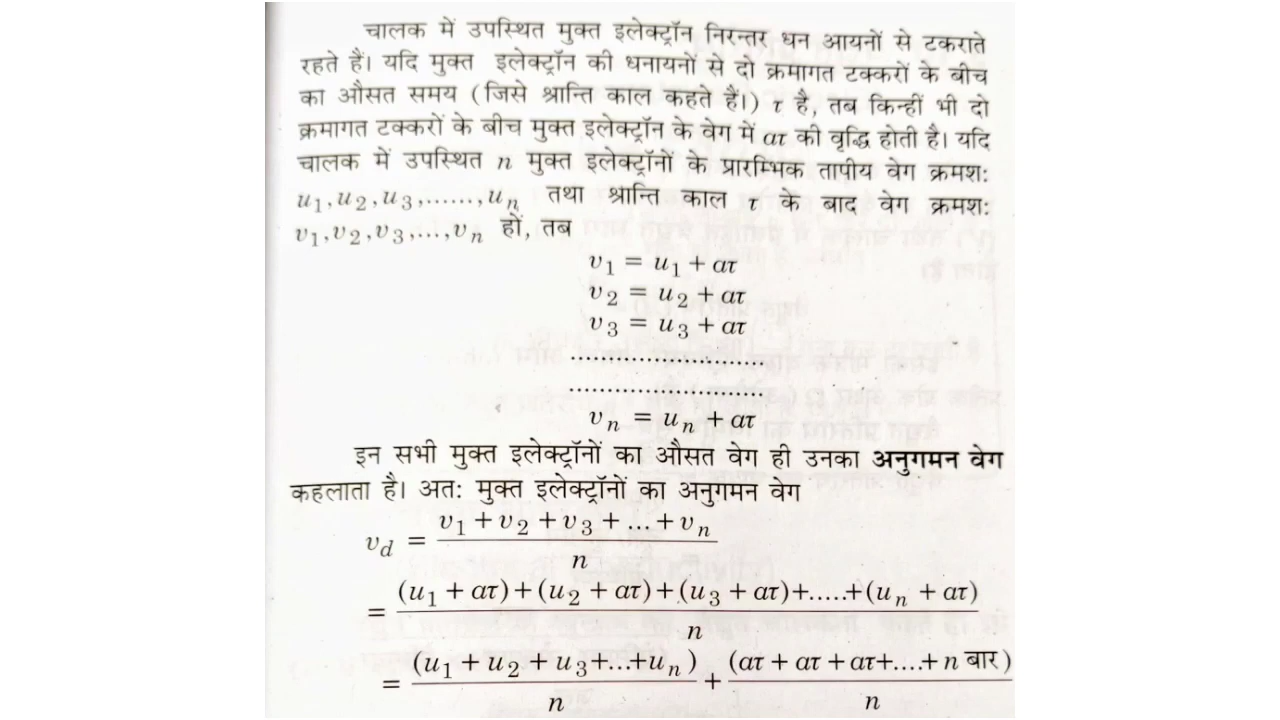 चालक में उपस्थित मुक्त इलेक्ट्रॉन निरन्तर धन आयनों से टकराते
रहते हैं। यदि मुक्त इलेक्ट्रॉन की धनायनों से दो क्रमागत टक्करों के बीच
का औसत समय (जिसे श्रान्ति काल कहते हैं।) τ है, तब किन्हीं भी दो
क्रमागत टक्करों के बीच मुक्त इलेक्ट्रॉन के वेग में aτ की वृद्धि होती है। यदि
चालक में उपस्थित n मुक्त इलेक्ट्रॉनों के प्रारम्भिक तापीय वेग क्रमश:
u₁, u₂, u₃, ......, uₙ तथा श्रान्ति काल τ के बाद वेग क्रमश:
v₁, v₂, v₃, ..., vₙ हों, तब
v₁ = u₁ + aτ
v₂ = u₂ + aτ
v₃ = u₃ + aτ
..........................
..........................
vₙ = uₙ + aτ
इन सभी मुक्त इलेक्ट्रॉनों का औसत वेग ही उनका अनुगमन वेग
कहलाता है। अत: मुक्त इलेक्ट्रॉनों का अनुगमन वेग
v_d = (v₁ + v₂ + v₃ + ... + vₙ) / n
= ((u₁ + aτ) + (u₂ + aτ) + (u₃ + aτ) + ..... + (uₙ + aτ)) / n
= (u₁ + u₂ + u₃ + ... + uₙ) / n + (aτ + aτ + aτ + .... + n बार) / n